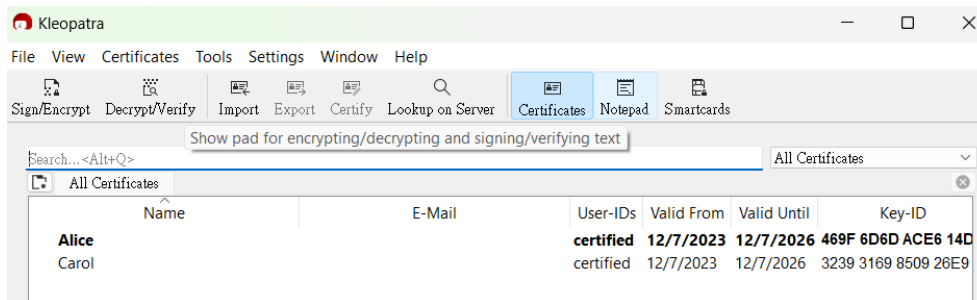 Kleopatra
File View Certificates Tools Settings Window Help
Sign/Encrypt Decrypt/Verify Import Export Certify Lookup on Server Certificates Notepad Smartcards
Show pad for encrypting/decrypting and signing/verifying text
Search...<Alt+Q> All Certificates
All Certificates
Name E-Mail User-IDs Valid From Valid Until Key-ID
Alice certified 12/7/2023 12/7/2026 469F 6D6D ACE6 14D
Carol certified 12/7/2023 12/7/2026 3239 3169 8509 26E9